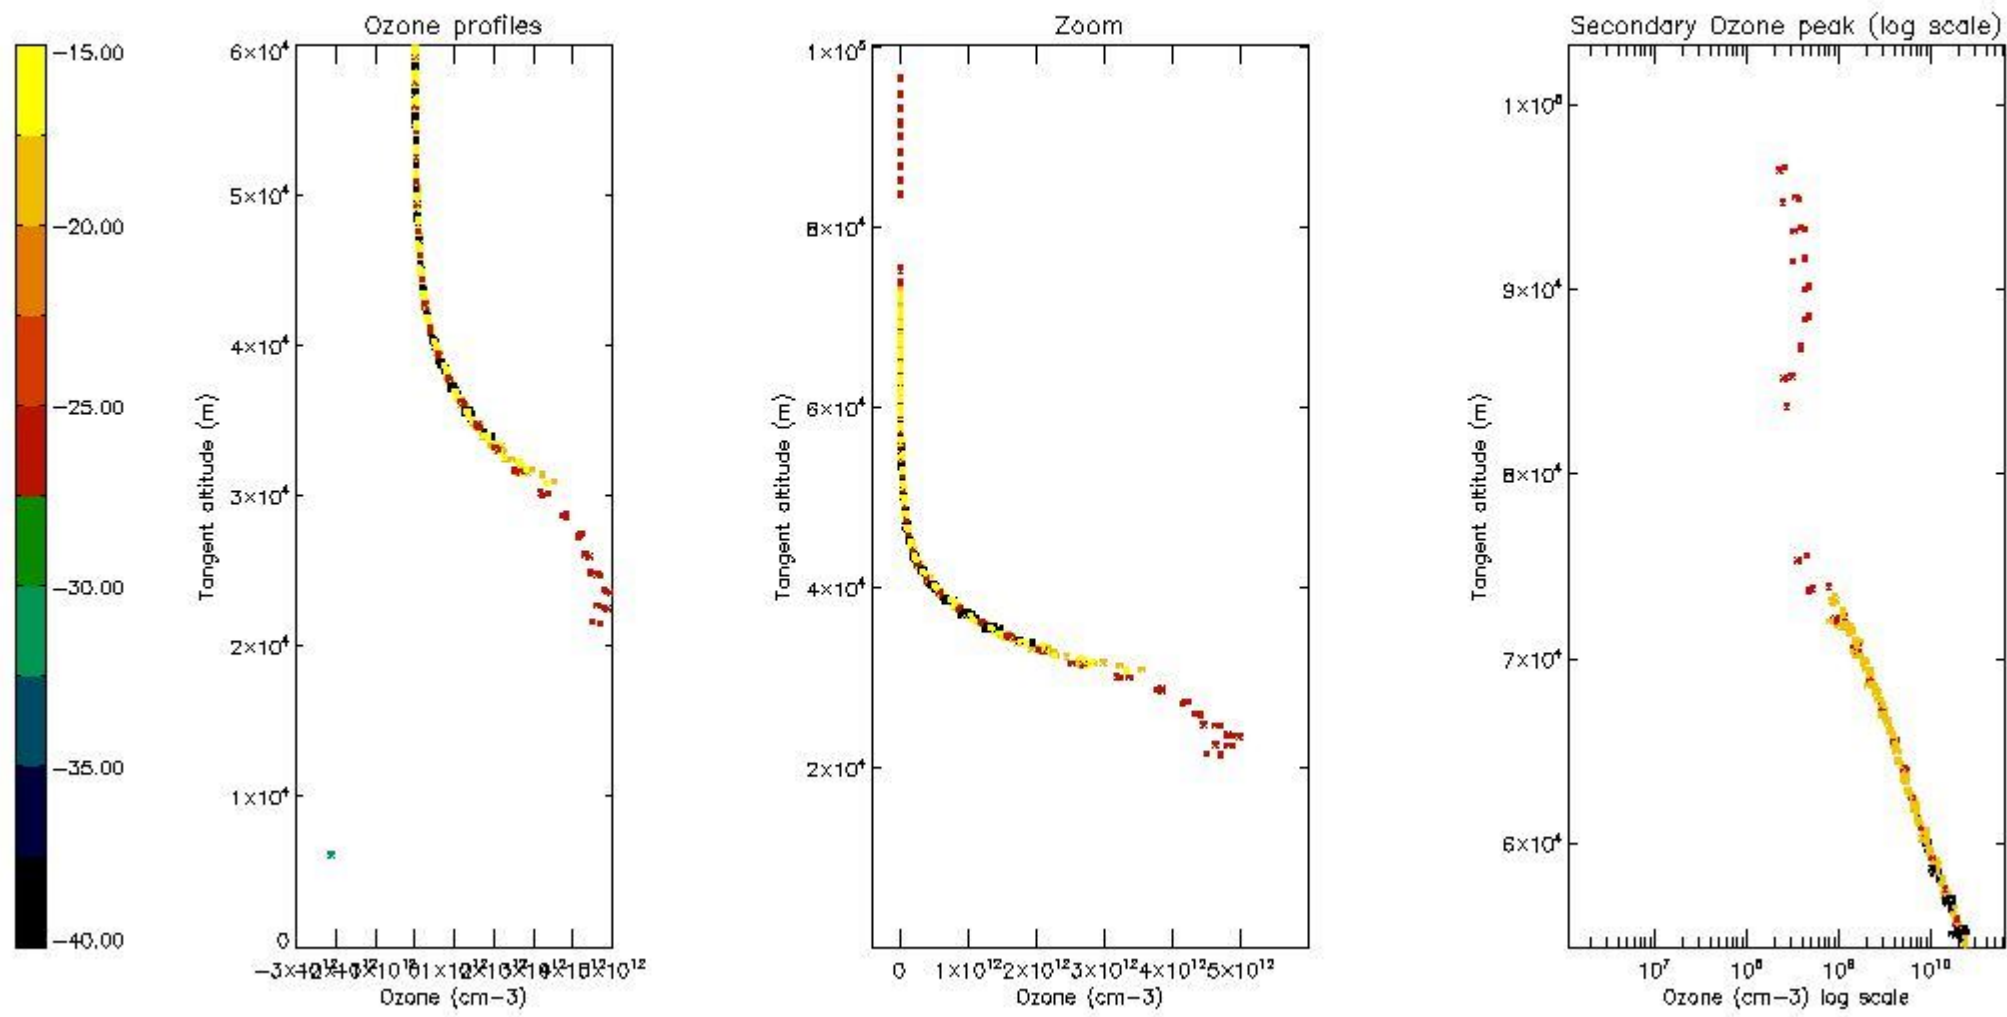 Ozone profiles
Zoom
Secondary Ozone peak (log scale)
−15.00
−20.00
−25.00
−30.00
−35.00
−40.00
6×10⁴
5×10⁴
4×10⁴
3×10⁴
2×10⁴
1×10⁴
0
Tangent altitude (m)
Ozone (cm−3)
1×10⁵
8×10⁴
6×10⁴
4×10⁴
2×10⁴
Tangent altitude (m)
0 1×10¹² 2×10¹² 3×10¹² 4×10¹² 5×10¹²
Ozone (cm−3)
9×10⁴
8×10⁴
7×10⁴
6×10⁴
Tangent altitude (m)
10⁷ 10⁸ 10⁹ 10¹⁰
Ozone (cm−3) log scale